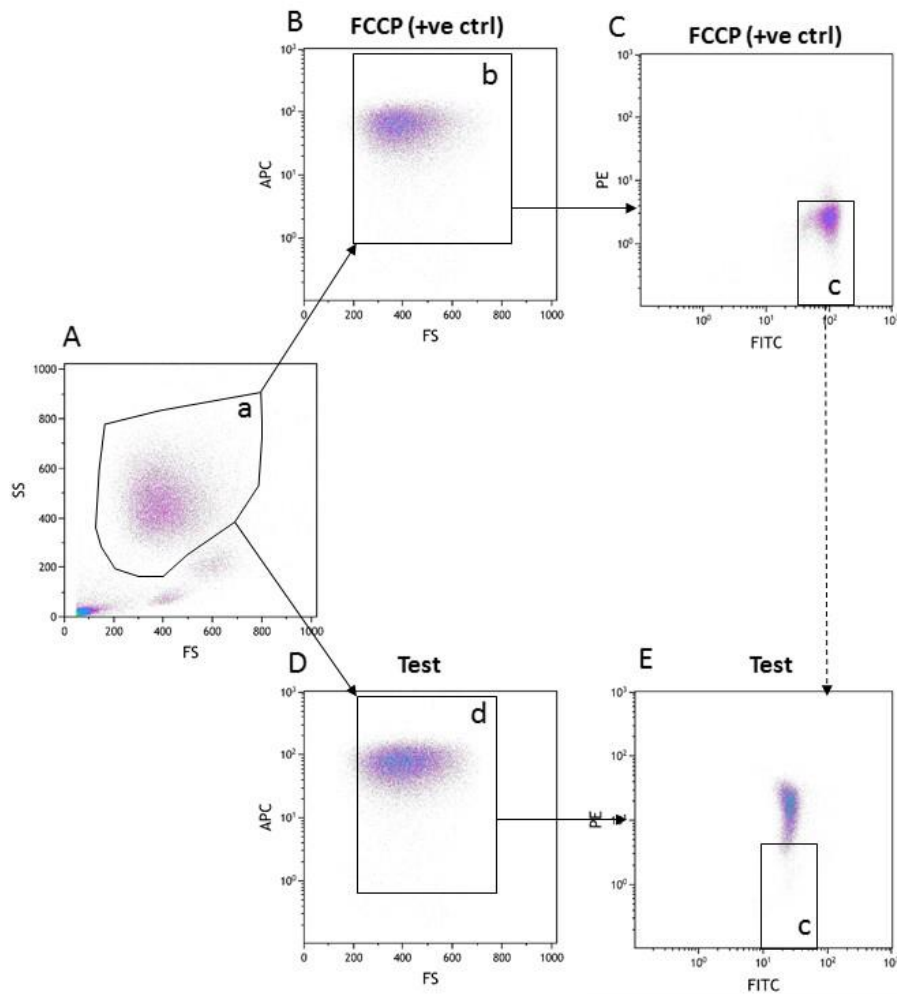 B
FCCP (+ve ctrl)
10³
10²
10¹
10⁰
APC
b
0 200 400 600 800 1000
FS
C
FCCP (+ve ctrl)
10³
10²
10¹
10⁰
PE
c
10⁰ 10¹ 10² 10³
FITC
A
1000
800
600
400
200
0
SS
a
0 200 400 600 800 1000
FS
D
Test
10³
10²
10¹
10⁰
APC
d
0 200 400 600 800 1000
FS
E
Test
10³
10²
10¹
10⁰
PE
c
10⁰ 10¹ 10² 10³
FITC